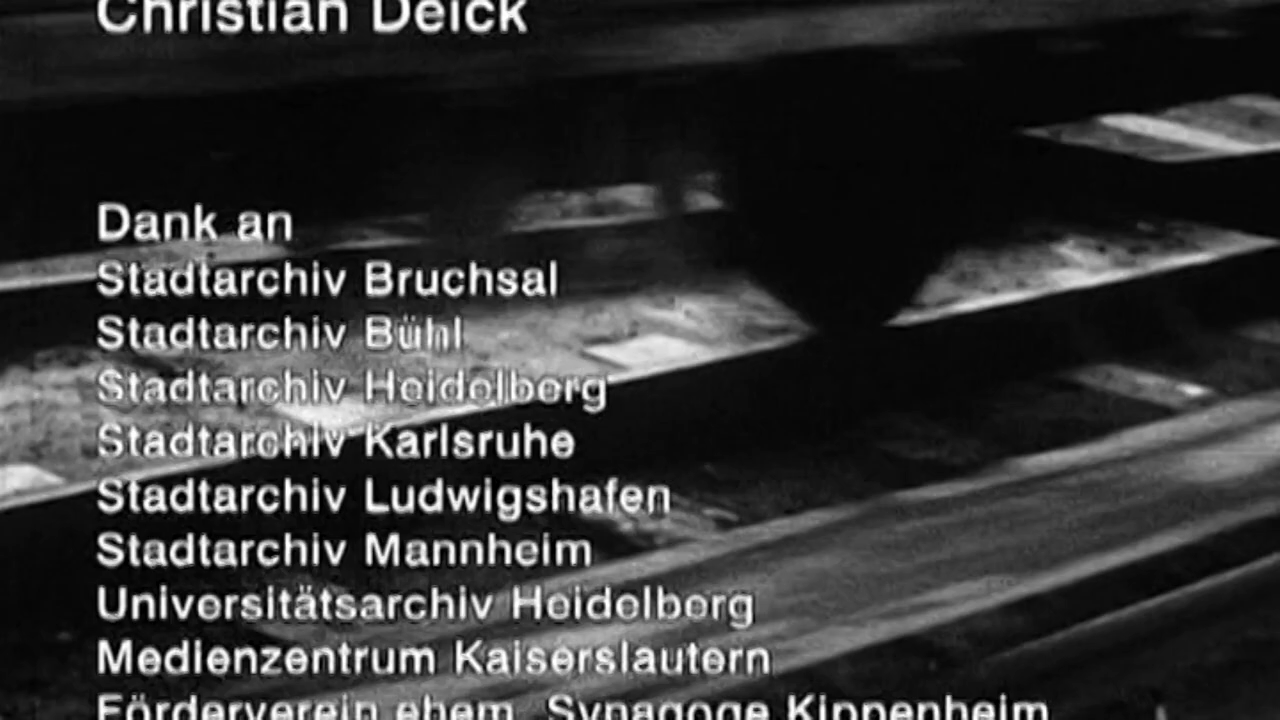 Christian Deick
Dank an
Stadtarchiv Bruchsal
Stadtarchiv Bühl
Stadtarchiv Heidelberg
Stadtarchiv Karlsruhe
Stadtarchiv Ludwigshafen
Stadtarchiv Mannheim
Universitätsarchiv Heidelberg
Medienzentrum Kaiserslautern
Förderverein ehem. Synagoge Kippenheim